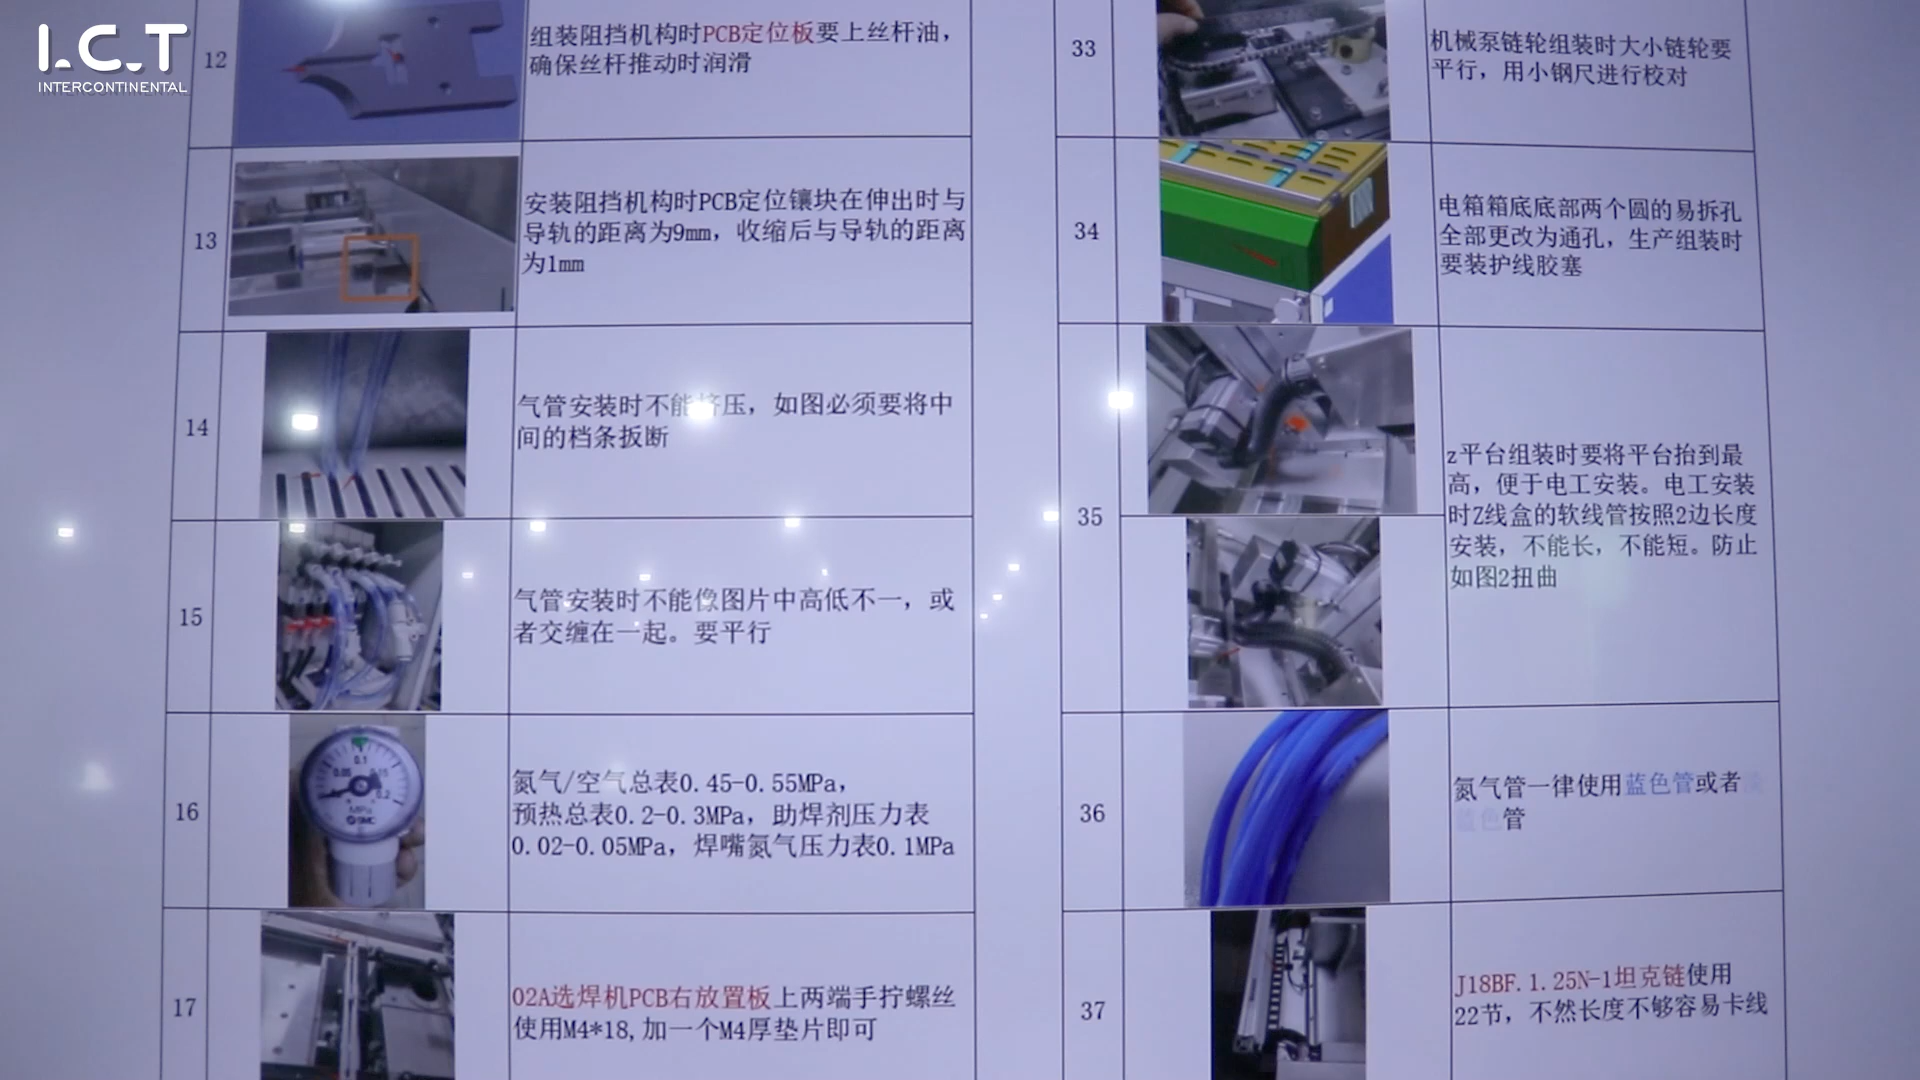 I.C.T
INTERCONTINENTAL
12
组装阻挡机构时PCB定位板要上丝杆油，
确保丝杆推动时润滑
13
安装阻挡机构时PCB定位镶块在伸出时与
导轨的距离为9mm，收缩后与导轨的距离
为1mm
14
气管安装时不能挤压，如图必须要将中
间的档条扳断
15
气管安装时不能像图片中高低不一，或
者交缠在一起。要平行
16
0.1
0.05
0.15
0.2
MPa
SMC
氮气/空气总表0.45-0.55MPa，
预热总表0.2-0.3MPa，助焊剂压力表
0.02-0.05MPa，焊嘴氮气压力表0.1MPa
17
02A选焊机PCB右放置板上两端手拧螺丝
使用M4*18,加一个M4厚垫片即可
33
机械泵链轮组装时大小链轮要
平行，用小钢尺进行校对
34
电箱箱底底部两个圆的易拆孔
全部更改为通孔，生产组装时
要装护线胶塞
35
z平台组装时要将平台抬到最
高，便于电工安装。电工安装
时Z线盒的软线管按照2边长度
安装，不能长，不能短。防止
如图2扭曲
36
氮气管一律使用蓝色管或者淡
蓝色管
37
J18BF.1.25N-1坦克链使用
22节，不然长度不够容易卡线